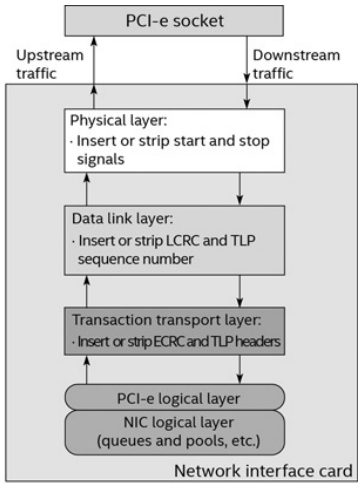 PCI-e socket
Upstream
traffic
Downstream
traffic
Physical layer:
· Insert or strip start and stop
signals
Data link layer:
· Insert or strip LCRC and TLP
sequence number
Transaction transport layer:
· Insert or strip ECRC and TLP headers
PCI-e logical layer
NIC logical layer
(queues and pools, etc.)
Network interface card